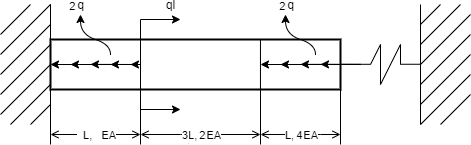 2q
ql
2q
L, EA
3L, 2EA
L, 4EA